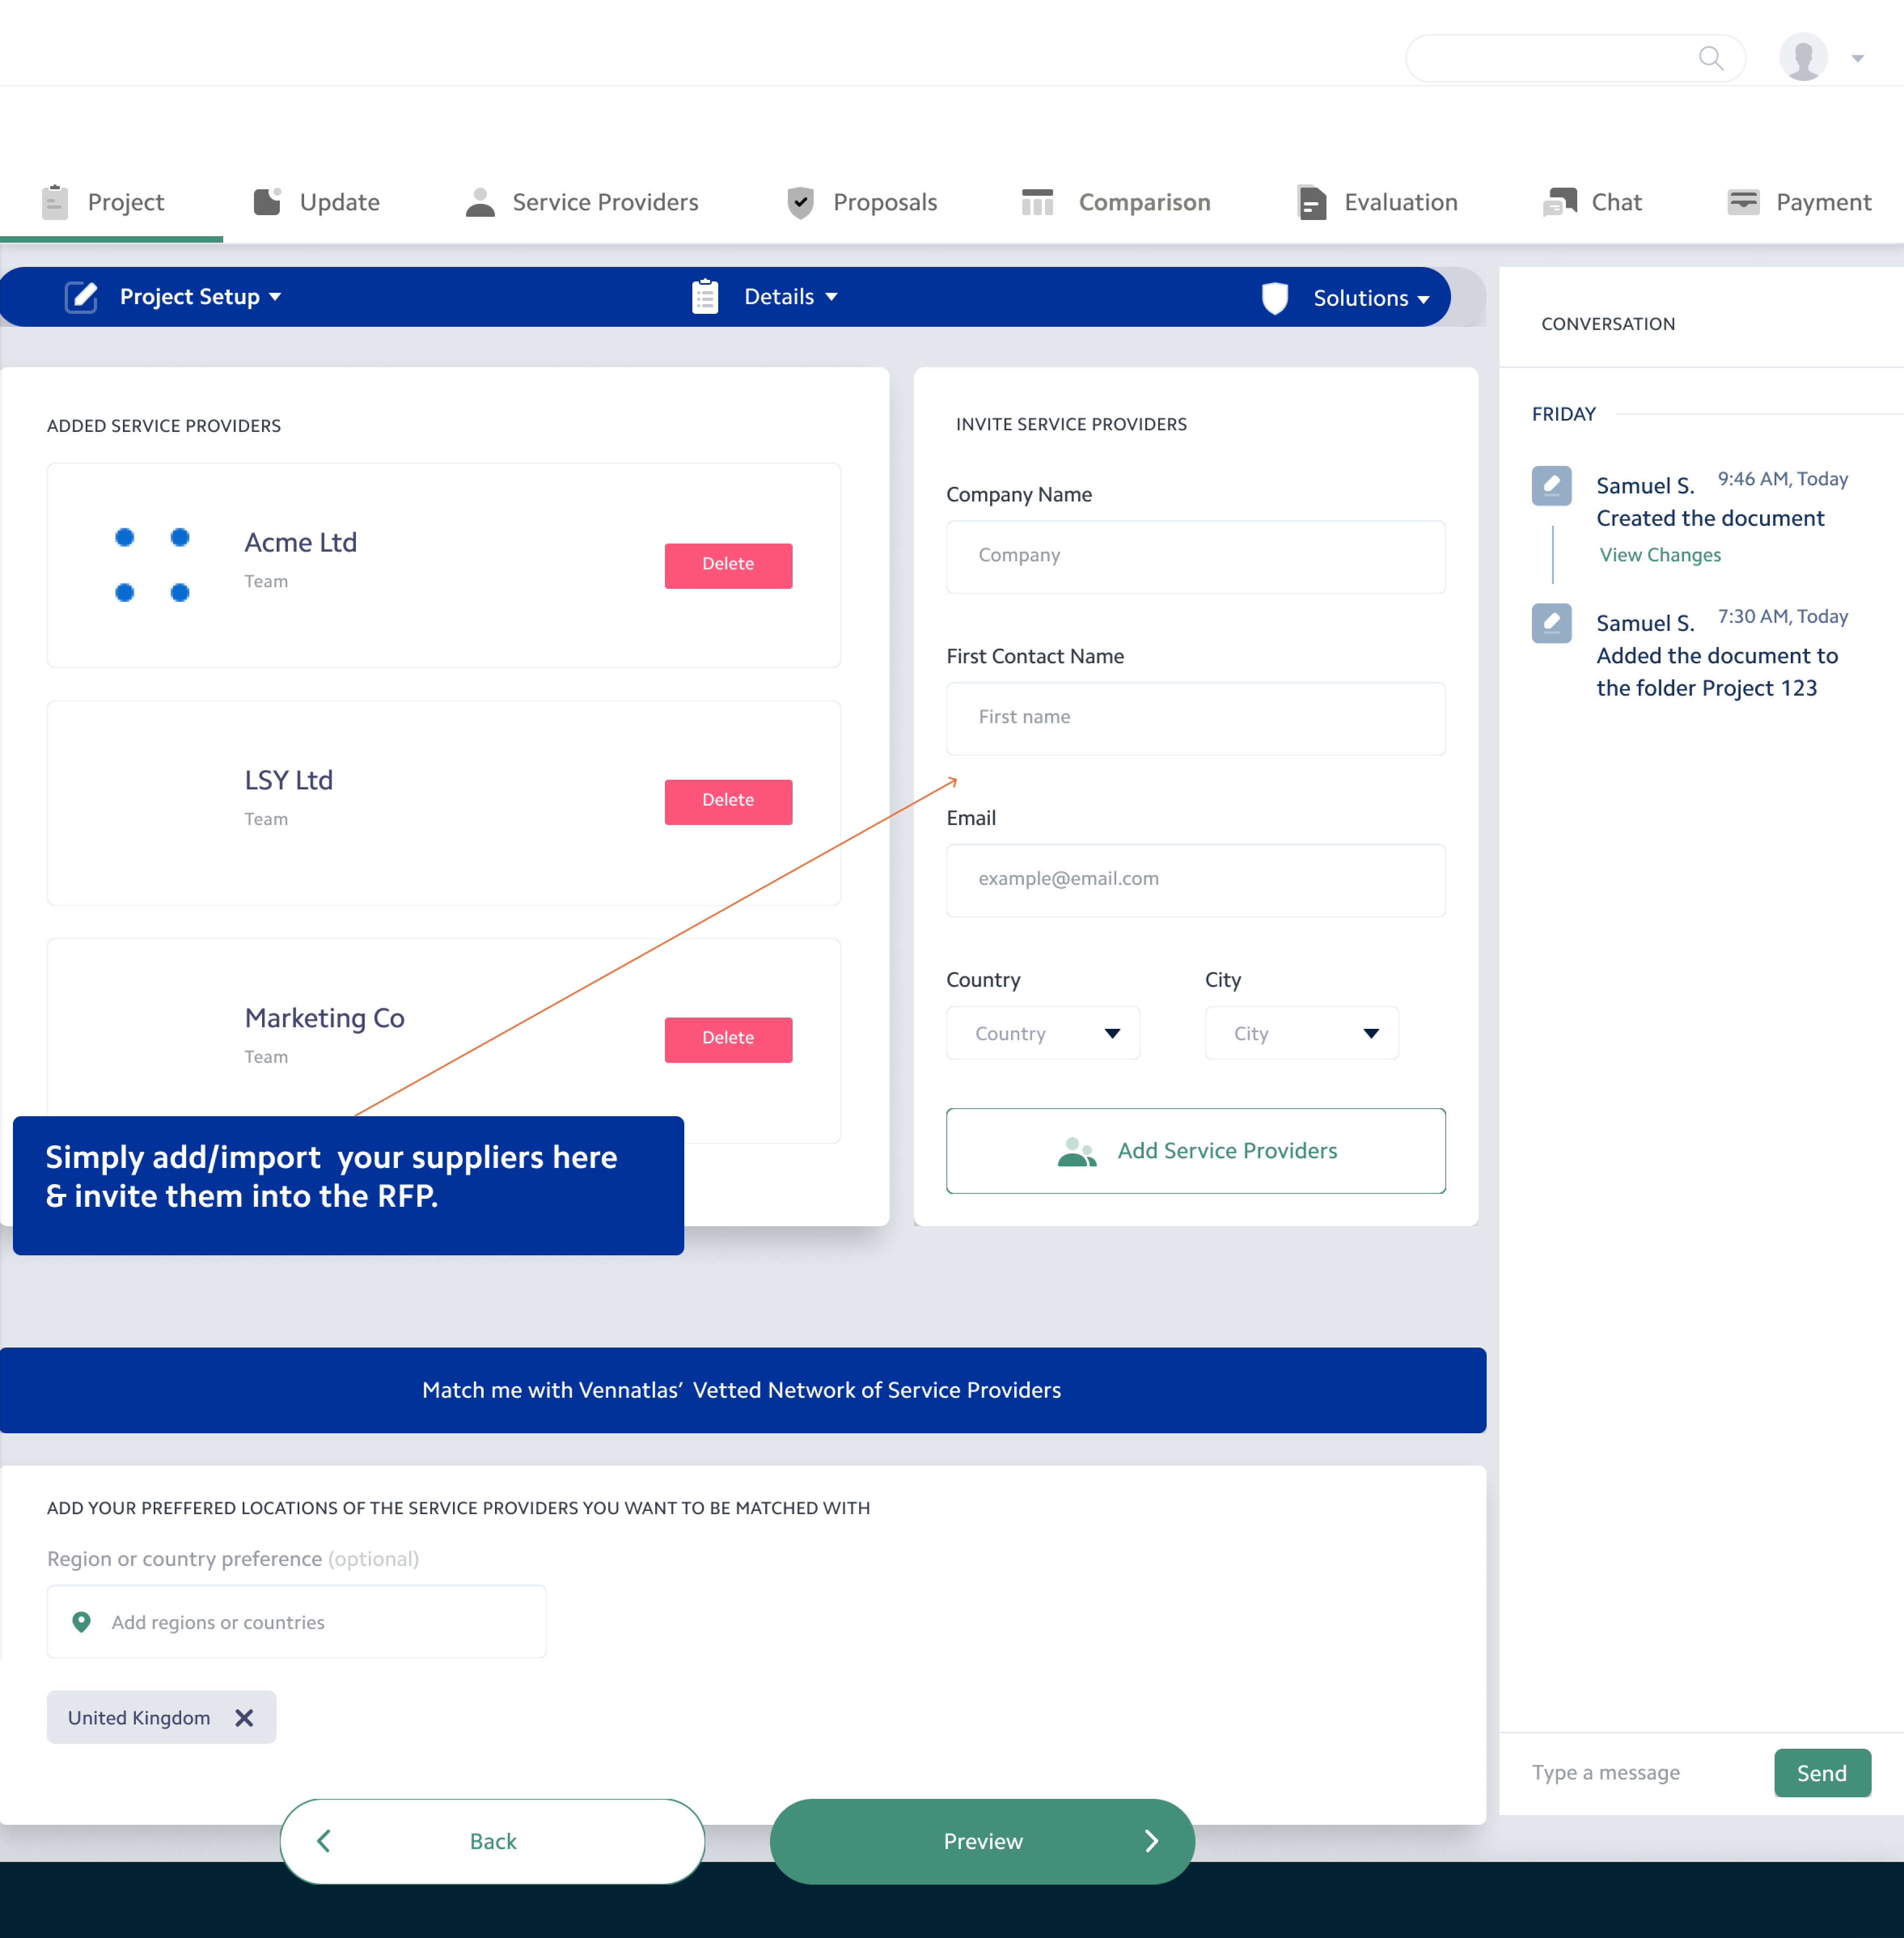 Project
Update
Service Providers
Proposals
Comparison
Evaluation
Chat
Payment
Project Setup
Details
Solutions
ADDED SERVICE PROVIDERS
Acme Ltd
Team
Delete
LSY Ltd
Team
Delete
Marketing Co
Team
Delete
Simply add/import  your suppliers here
& invite them into the RFP.
INVITE SERVICE PROVIDERS
Company Name
Company
First Contact Name
First name
Email
example@email.com
Country
City
Country
City
Add Service Providers
CONVERSATION
FRIDAY
Samuel S. 9:46 AM, Today
Created the document
View Changes
Samuel S. 7:30 AM, Today
Added the document to
the folder Project 123
Match me with Vennatlas’  Vetted Network of Service Providers
ADD YOUR PREFFERED LOCATIONS OF THE SERVICE PROVIDERS YOU WANT TO BE MATCHED WITH
Region or country preference (optional)
Add regions or countries
United Kingdom
Type a message
Send
Back
Preview